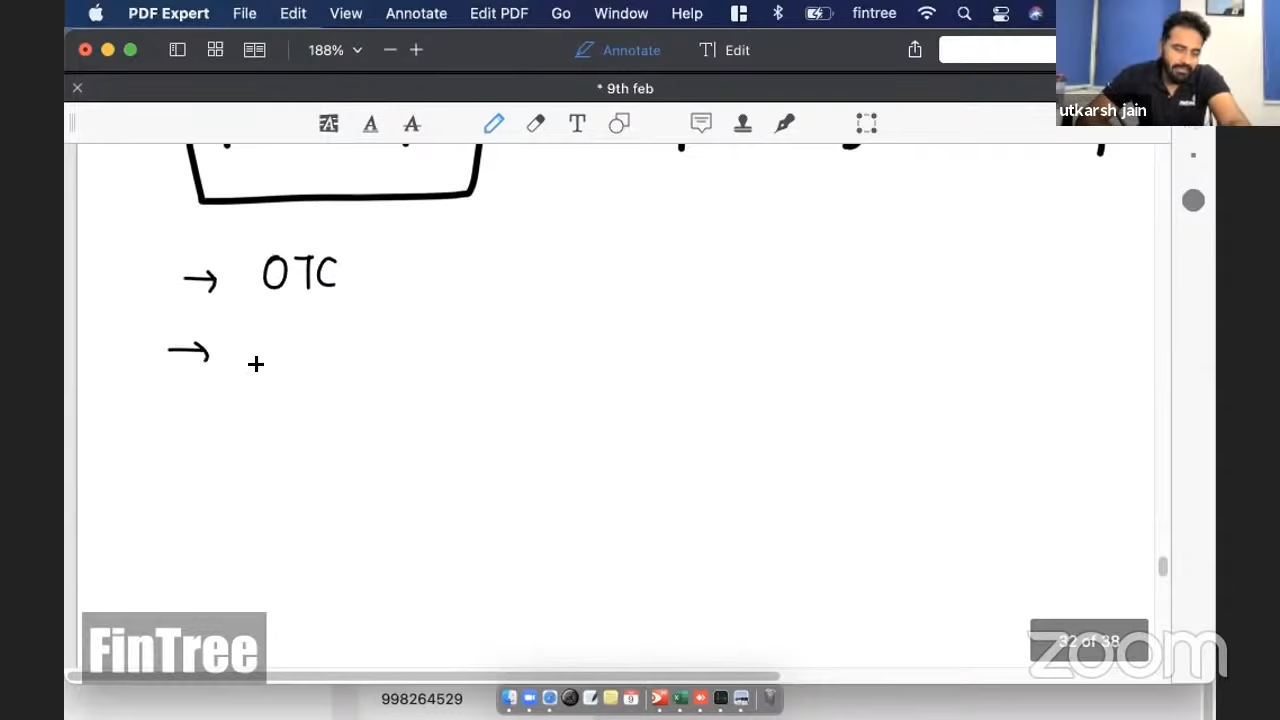 PDF Expert File Edit View Annotate Edit PDF Go Window Help fintree
188% Annotate T Edit
* 9th feb
utkarsh jain
→ OTC
→
FinTree
32 of 38
zoom
998264529